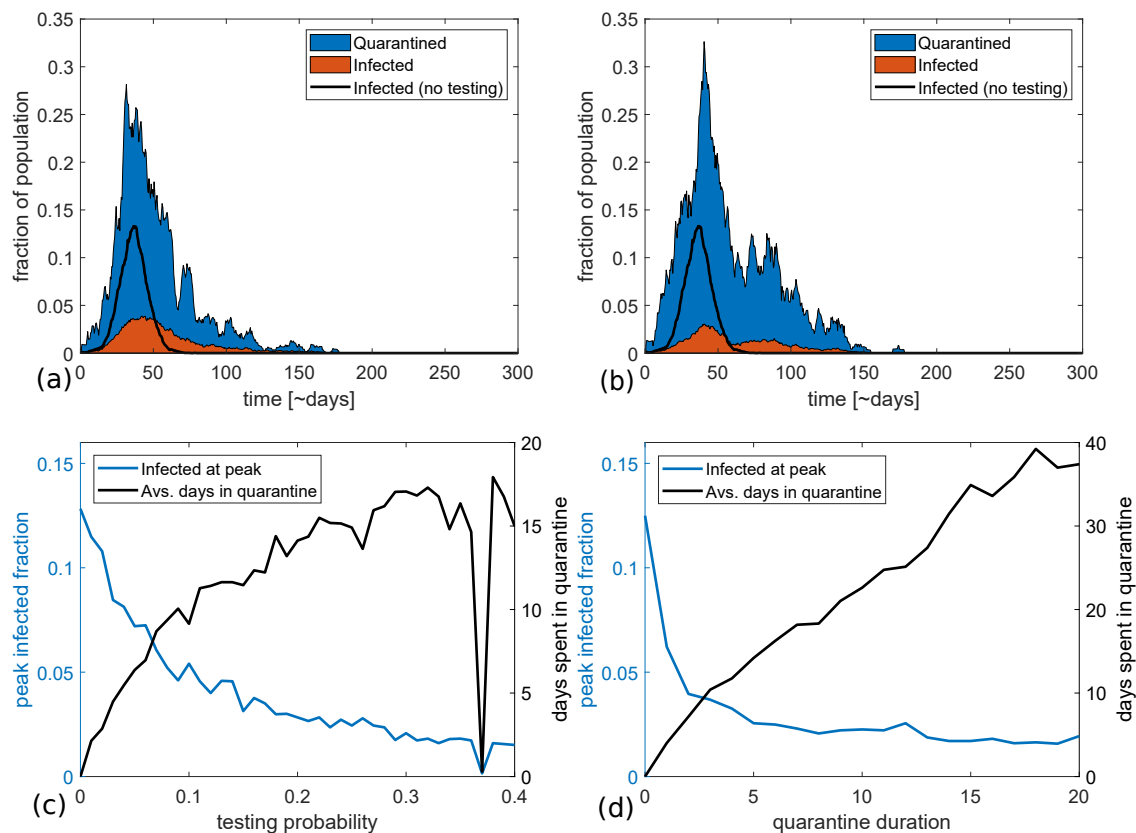 0.35
0.3
0.25
0.2
0.15
0.1
0.05
0
fraction of population
Quarantined
Infected
Infected (no testing)
0 50 100 150 200 250 300
time [~days]
(a)
0.35
0.3
0.25
0.2
0.15
0.1
0.05
0
fraction of population
Quarantined
Infected
Infected (no testing)
0 50 100 150 200 250 300
time [~days]
(b)
0.15
0.1
0.05
0
peak infected fraction
Infected at peak
Avs. days in quarantine
20
15
10
5
0
days spent in quarantine
0 0.1 0.2 0.3 0.4
testing probability
(c)
0.15
0.1
0.05
0
peak infected fraction
Infected at peak
Avs. days in quarantine
40
30
20
10
0
days spent in quarantine
0 5 10 15 20
quarantine duration
(d)